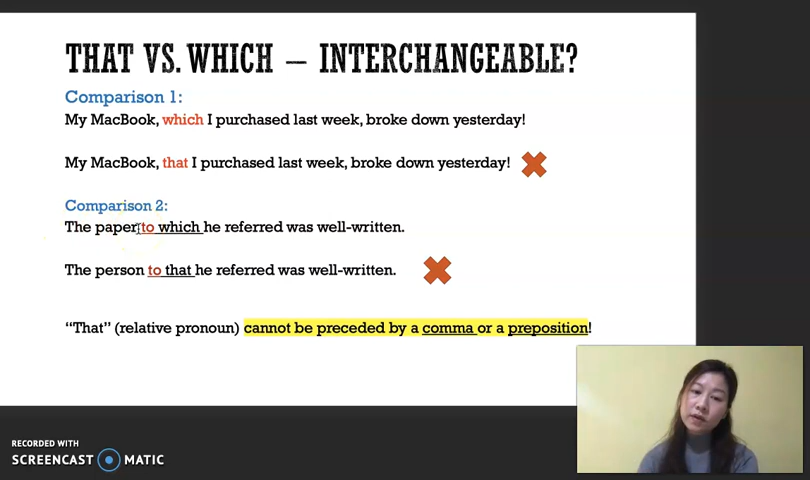 THAT VS. WHICH — INTERCHANGEABLE?
Comparison 1:
My MacBook, which I purchased last week, broke down yesterday!
My MacBook, that I purchased last week, broke down yesterday!
Comparison 2:
The paper to which he referred was well-written.
The person to that he referred was well-written.
“That” (relative pronoun) cannot be preceded by a comma or a preposition!
RECORDED WITH
SCREENCAST MATIC